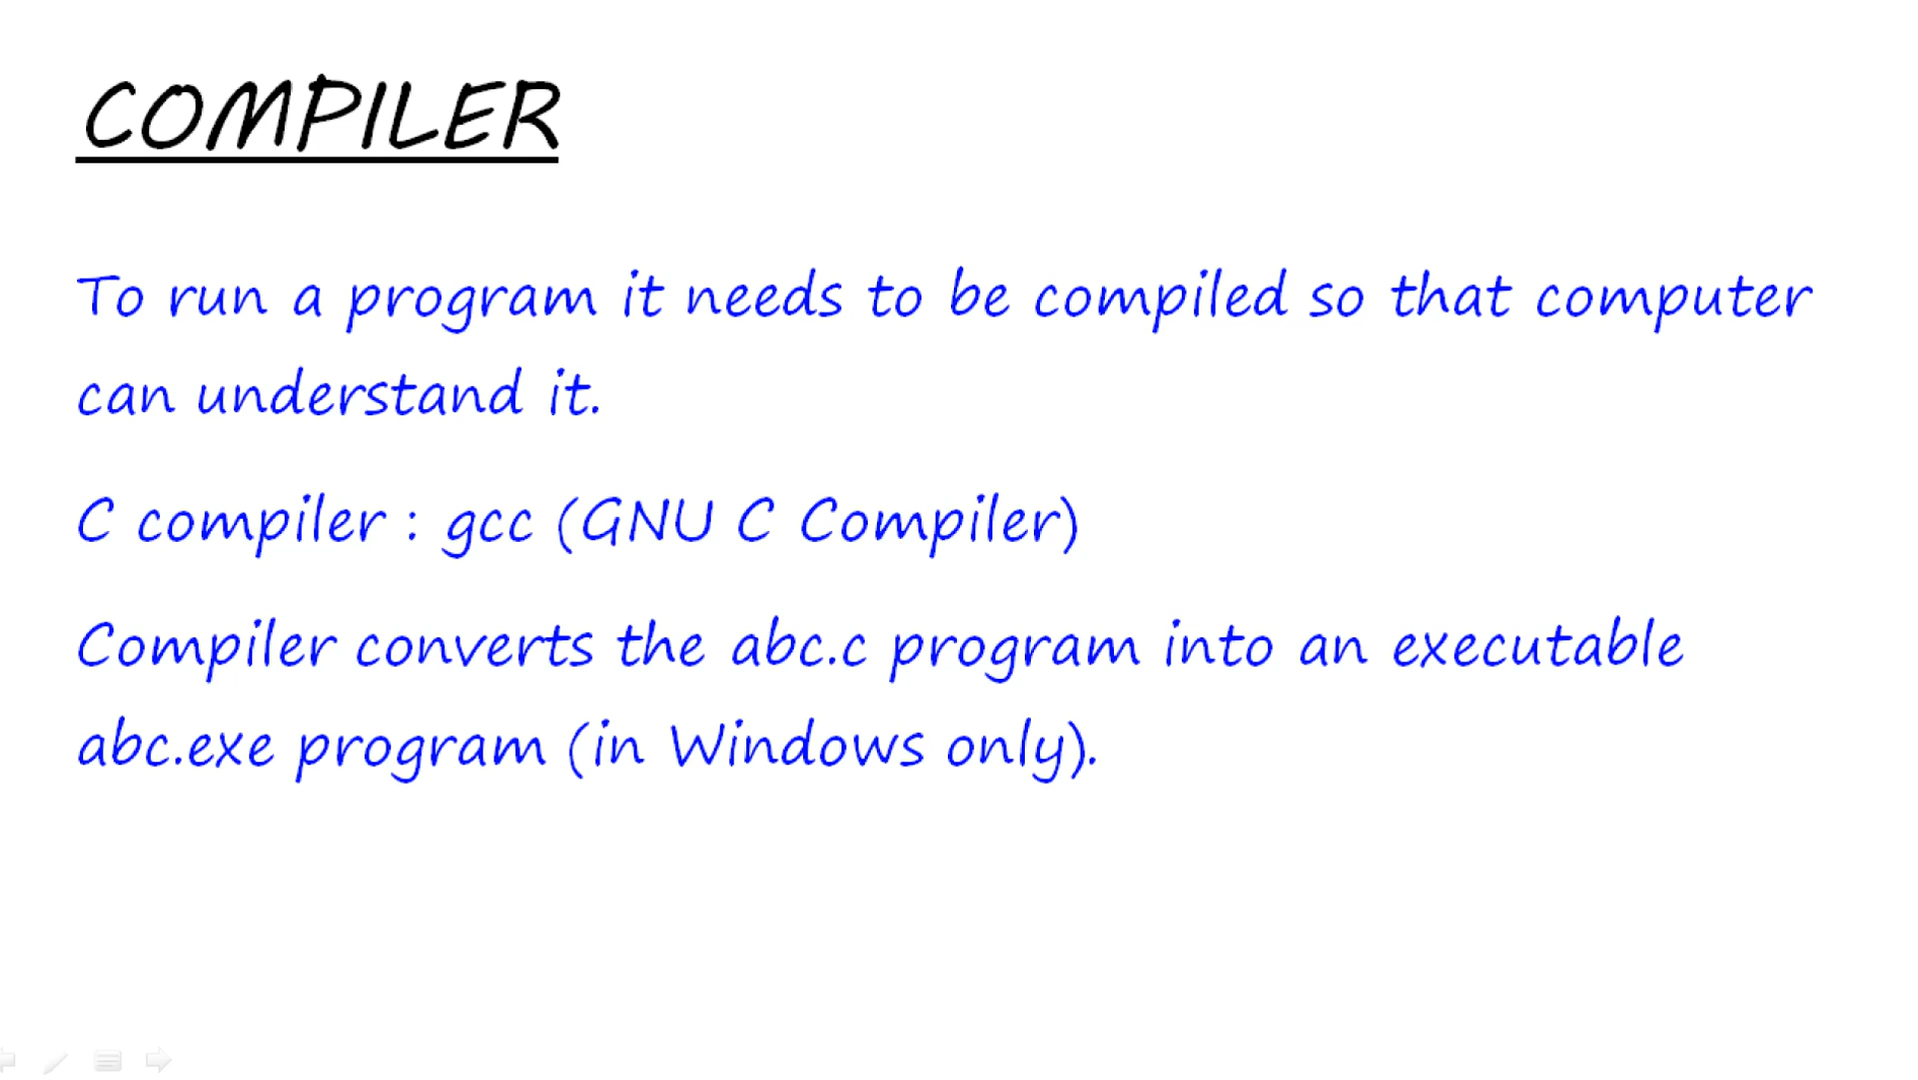 COMPILER
To run a program it needs to be compiled so that computer
can understand it.
C compiler : gcc (GNU C Compiler)
Compiler converts the abc.c program into an executable
abc.exe program (in Windows only).